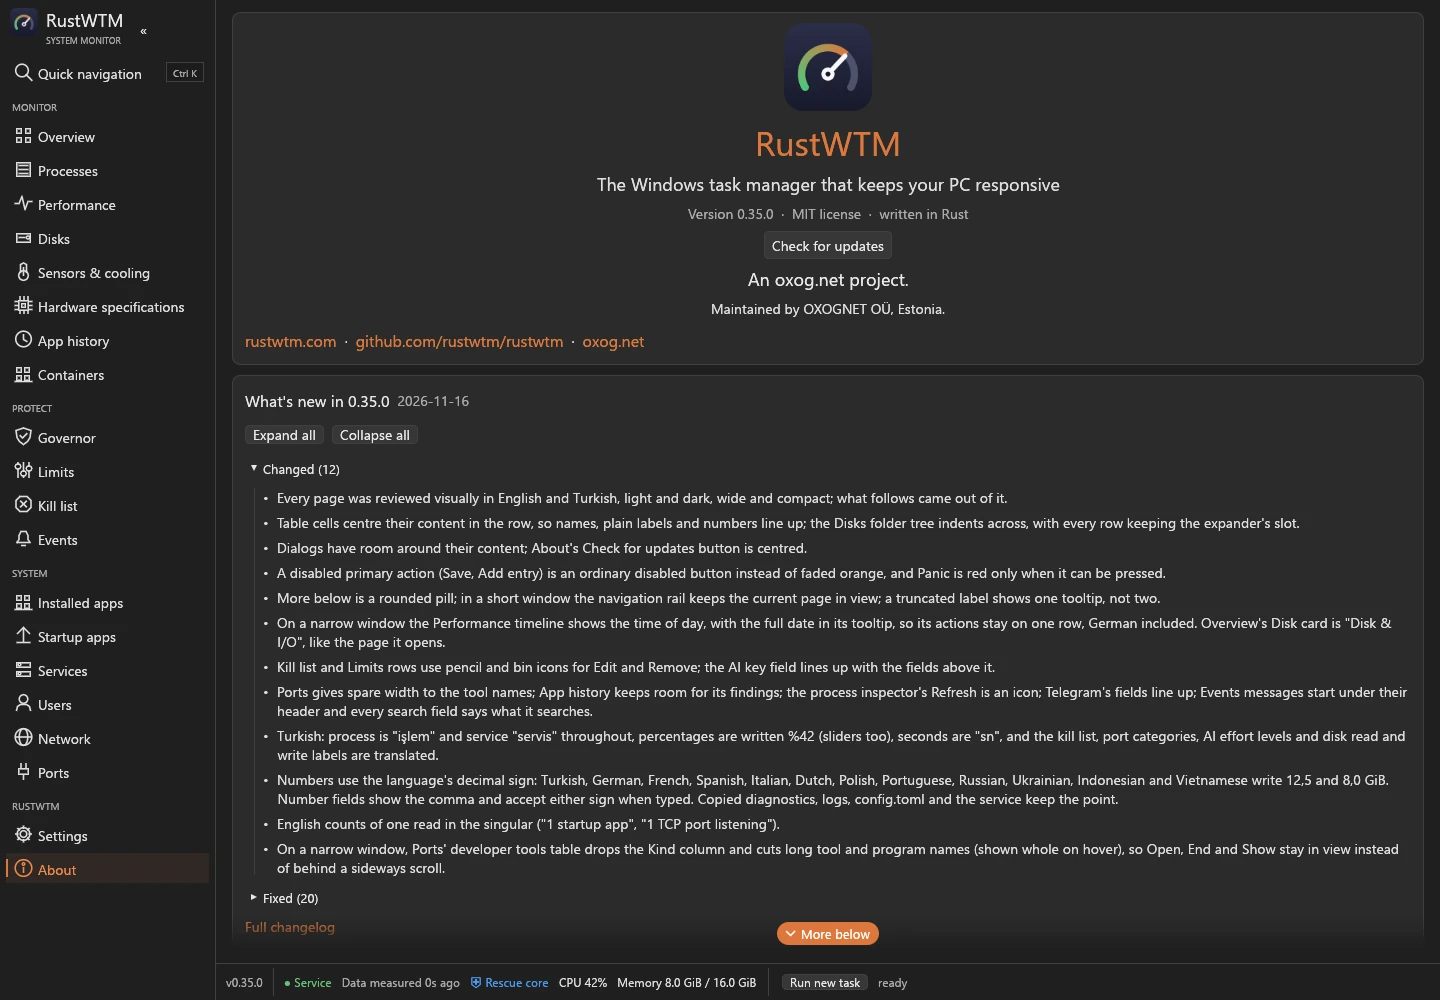 RustWTM
SYSTEM MONITOR
«
Quick navigation
Ctrl K
MONITOR
Overview
Processes
Performance
Disks
Sensors & cooling
Hardware specifications
App history
Containers
PROTECT
Governor
Limits
Kill list
Events
SYSTEM
Installed apps
Startup apps
Services
Users
Network
Ports
RUSTWTM
Settings
About
RustWTM
The Windows task manager that keeps your PC responsive
Version 0.35.0 · MIT license · written in Rust
Check for updates
An oxog.net project.
Maintained by OXOGNET OÜ, Estonia.
rustwtm.com · github.com/rustwtm/rustwtm · oxog.net
What's new in 0.35.0 2026-11-16
Expand all Collapse all
Changed (12)
• Every page was reviewed visually in English and Turkish, light and dark, wide and compact; what follows came out of it.
• Table cells centre their content in the row, so names, plain labels and numbers line up; the Disks folder tree indents across, with every row keeping the expander's slot.
• Dialogs have room around their content; About's Check for updates button is centred.
• A disabled primary action (Save, Add entry) is an ordinary disabled button instead of faded orange, and Panic is red only when it can be pressed.
• More below is a rounded pill; in a short window the navigation rail keeps the current page in view; a truncated label shows one tooltip, not two.
• On a narrow window the Performance timeline shows the time of day, with the full date in its tooltip, so its actions stay on one row, German included. Overview's Disk card is "Disk &
I/O", like the page it opens.
• Kill list and Limits rows use pencil and bin icons for Edit and Remove; the AI key field lines up with the fields above it.
• Ports gives spare width to the tool names; App history keeps room for its findings; the process inspector's Refresh is an icon; Telegram's fields line up; Events messages start under their
header and every search field says what it searches.
• Turkish: process is "işlem" and service "servis" throughout, percentages are written %42 (sliders too), seconds are "sn", and the kill list, port categories, AI effort levels and disk read and
write labels are translated.
• Numbers use the language's decimal sign: Turkish, German, French, Spanish, Italian, Dutch, Polish, Portuguese, Russian, Ukrainian, Indonesian and Vietnamese write 12,5 and 8,0 GiB.
Number fields show the comma and accept either sign when typed. Copied diagnostics, logs, config.toml and the service keep the point.
• English counts of one read in the singular ("1 startup app", "1 TCP port listening").
• On a narrow window, Ports' developer tools table drops the Kind column and cuts long tool and program names (shown whole on hover), so Open, End and Show stay in view instead
of behind a sideways scroll.
Fixed (20)
Full changelog
More below
v0.35.0 ● Service Data measured 0s ago Rescue core CPU 42% Memory 8.0 GiB / 16.0 GiB Run new task ready